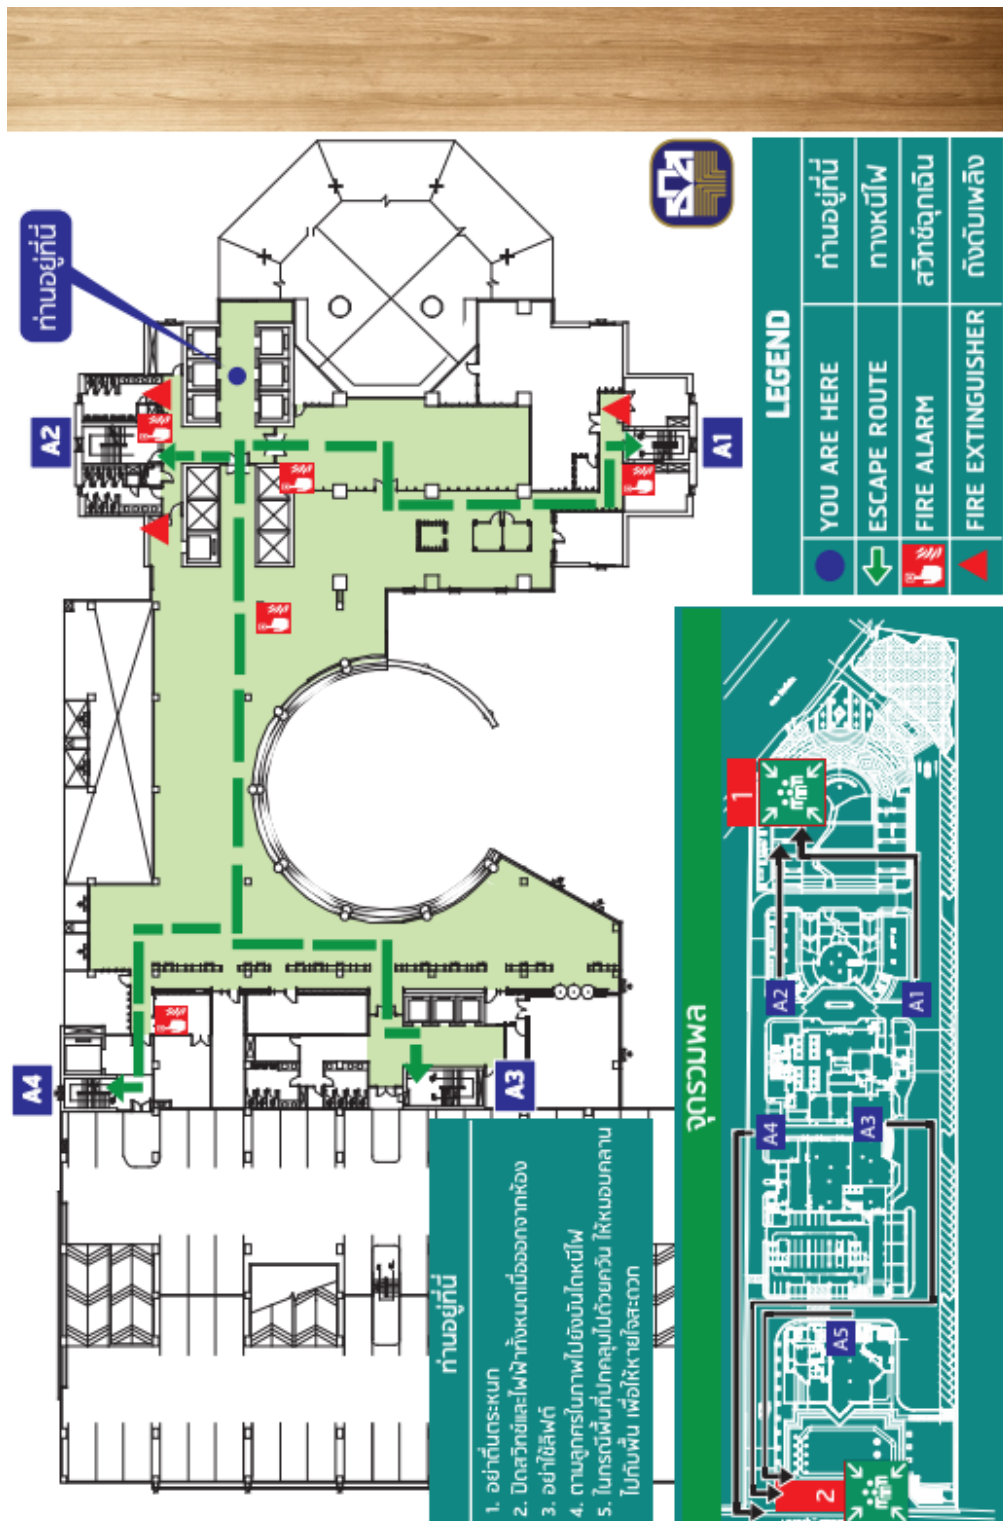 ท่านอยู่ที่นี่
A2
A1
A4
A3
ธกส
LEGEND
YOU ARE HERE
ท่านอยู่ที่นี่
ESCAPE ROUTE
ทางหนีไฟ
FIRE ALARM
สวิทช์ฉุกเฉิน
FIRE EXTINGUISHER
ถังดับเพลิง
ท่านอยู่ที่นี่
1. อย่าตื่นตระหนก
2. ปิดสวิทช์และไฟฟ้าทั้งหมดเมื่อออกจากห้อง
3. อย่าใช้ลิฟต์
4. ตามลูกศรในภาพไปยังบันไดหนีไฟ
5. ในกรณีพื้นที่ปกคลุมไปด้วยควัน ให้หมอบคลาน
ไปกับพื้น เพื่อให้หายใจสะดวก
จุดรวมพล
1
A2
A1
A4
A3
A5
2